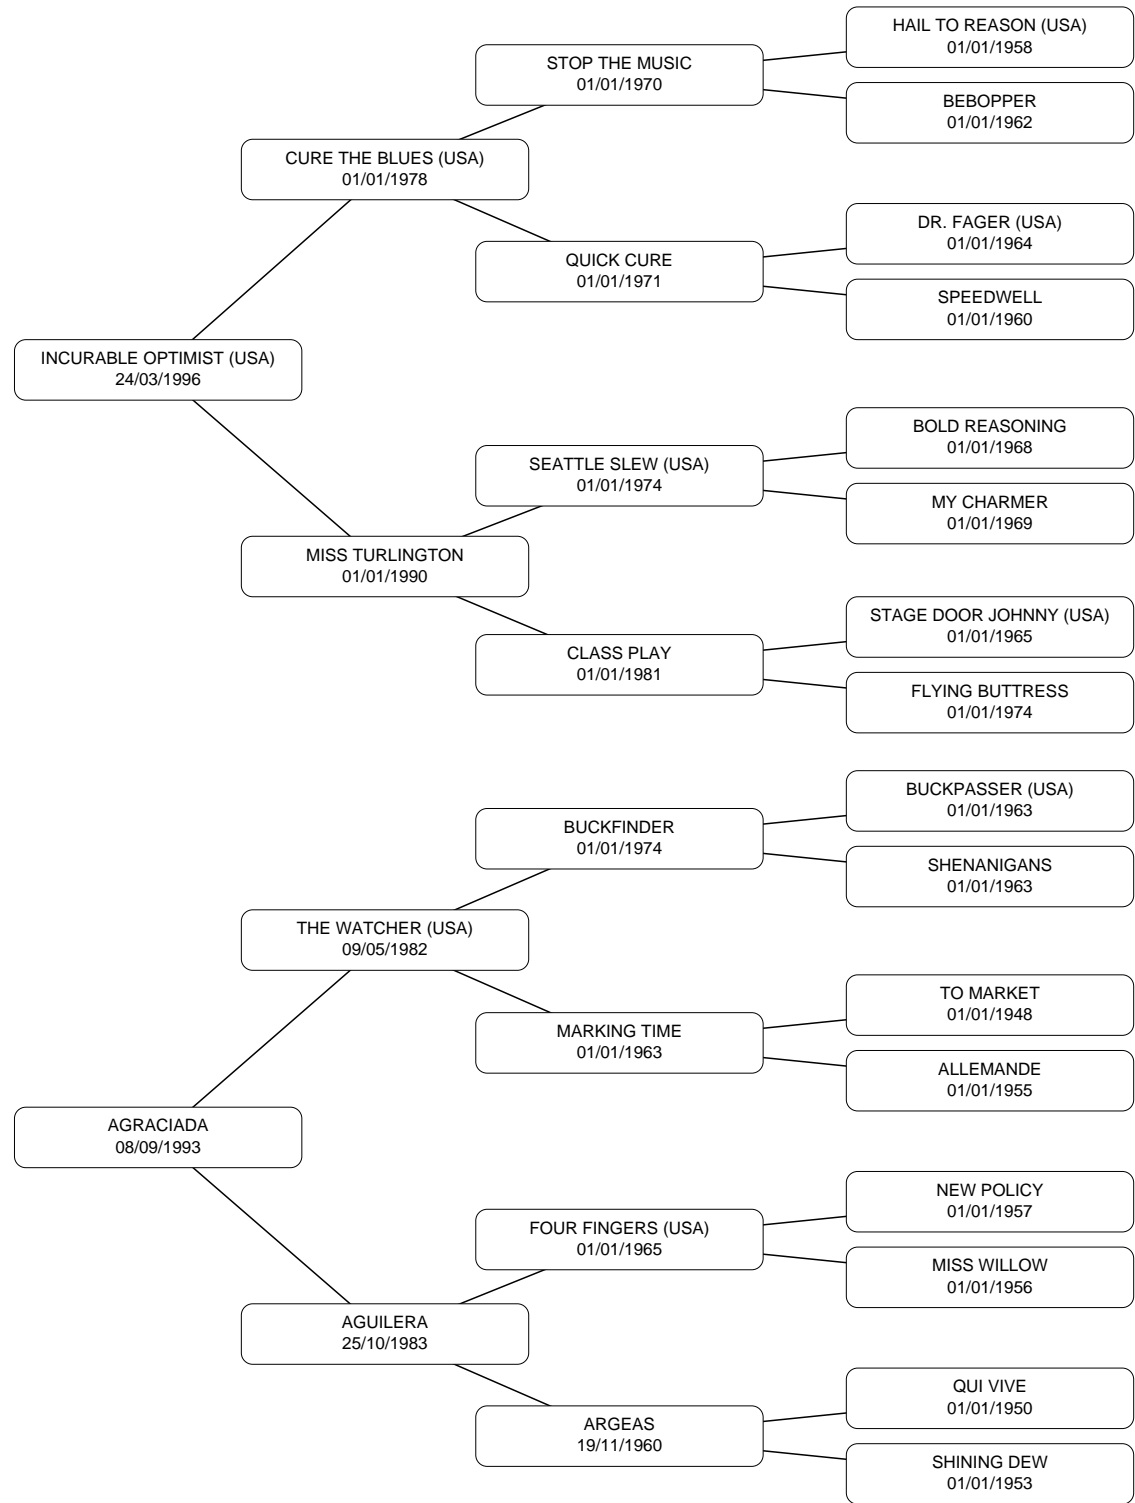 HAIL TO REASON (USA)
01/01/1958
STOP THE MUSIC
01/01/1970
BEBOPPER
01/01/1962
CURE THE BLUES (USA)
01/01/1978
DR. FAGER (USA)
01/01/1964
QUICK CURE
01/01/1971
SPEEDWELL
01/01/1960
INCURABLE OPTIMIST (USA)
24/03/1996
BOLD REASONING
01/01/1968
SEATTLE SLEW (USA)
01/01/1974
MY CHARMER
01/01/1969
MISS TURLINGTON
01/01/1990
STAGE DOOR JOHNNY (USA)
01/01/1965
CLASS PLAY
01/01/1981
FLYING BUTTRESS
01/01/1974
BUCKPASSER (USA)
01/01/1963
BUCKFINDER
01/01/1974
SHENANIGANS
01/01/1963
THE WATCHER (USA)
09/05/1982
TO MARKET
01/01/1948
MARKING TIME
01/01/1963
ALLEMANDE
01/01/1955
AGRACIADA
08/09/1993
NEW POLICY
01/01/1957
FOUR FINGERS (USA)
01/01/1965
MISS WILLOW
01/01/1956
AGUILERA
25/10/1983
QUI VIVE
01/01/1950
ARGEAS
19/11/1960
SHINING DEW
01/01/1953